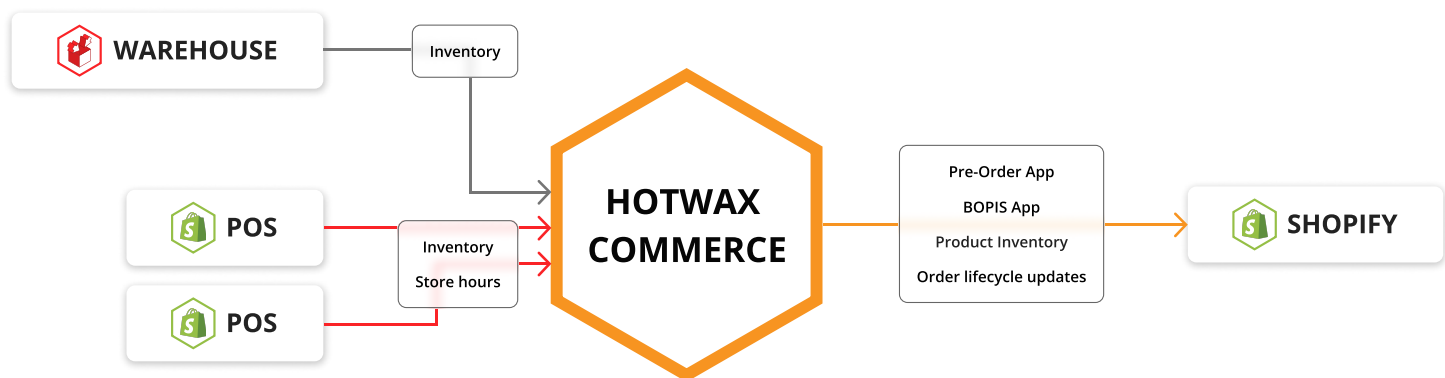 WAREHOUSE
Inventory
POS
Inventory
Store hours
POS
HOTWAX
COMMERCE
Pre-Order App
BOPIS App
Product Inventory
Order lifecycle updates
SHOPIFY